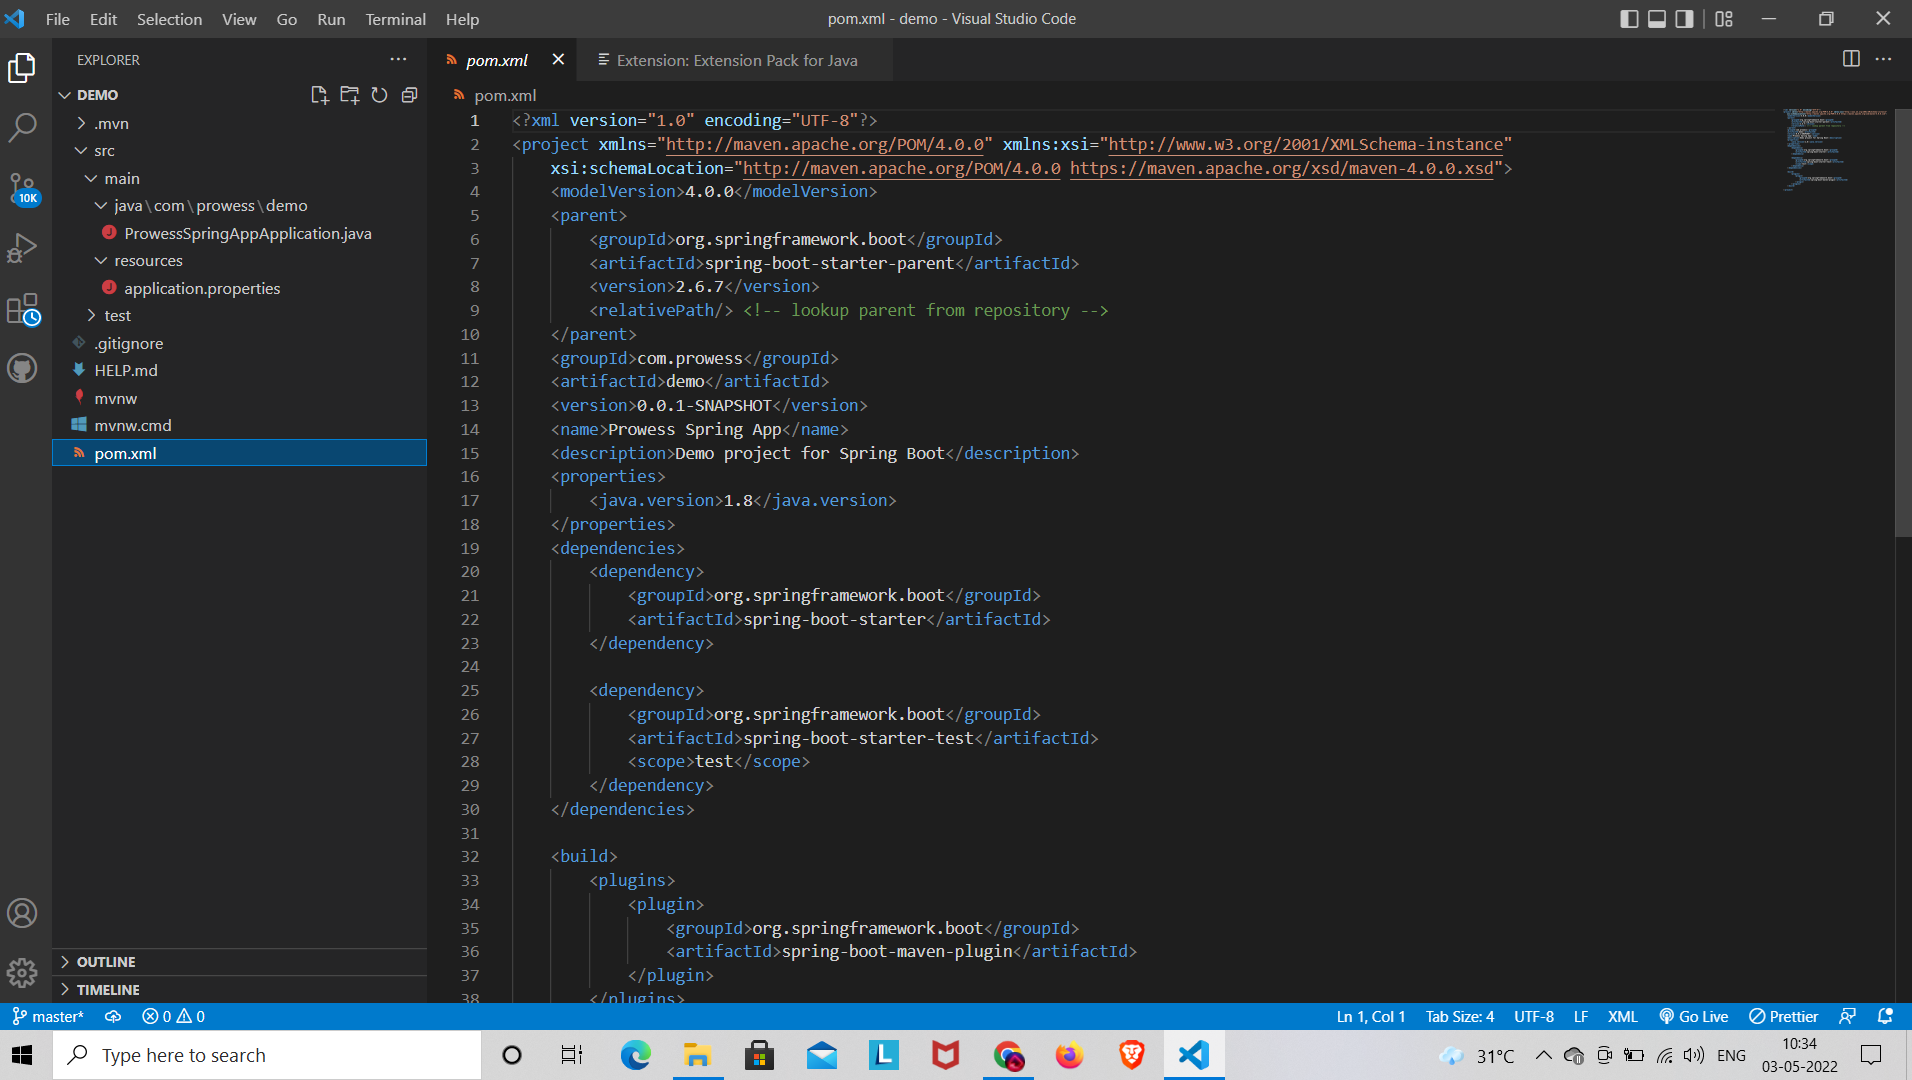 File Edit Selection View Go Run Terminal Help
pom.xml - demo - Visual Studio Code
EXPLORER
DEMO
.mvn
src
main
java\com\prowess\demo
ProwessSpringAppApplication.java
resources
application.properties
test
.gitignore
HELP.md
mvnw
mvnw.cmd
pom.xml
OUTLINE
TIMELINE
10K
pom.xml
Extension: Extension Pack for Java
pom.xml
1 <?xml version="1.0" encoding="UTF-8"?>
2 <project xmlns="http://maven.apache.org/POM/4.0.0" xmlns:xsi="http://www.w3.org/2001/XMLSchema-instance"
3 xsi:schemaLocation="http://maven.apache.org/POM/4.0.0 https://maven.apache.org/xsd/maven-4.0.0.xsd">
4 <modelVersion>4.0.0</modelVersion>
5 <parent>
6 <groupId>org.springframework.boot</groupId>
7 <artifactId>spring-boot-starter-parent</artifactId>
8 <version>2.6.7</version>
9 <relativePath/> <!-- lookup parent from repository -->
10 </parent>
11 <groupId>com.prowess</groupId>
12 <artifactId>demo</artifactId>
13 <version>0.0.1-SNAPSHOT</version>
14 <name>Prowess Spring App</name>
15 <description>Demo project for Spring Boot</description>
16 <properties>
17 <java.version>1.8</java.version>
18 </properties>
19 <dependencies>
20 <dependency>
21 <groupId>org.springframework.boot</groupId>
22 <artifactId>spring-boot-starter</artifactId>
23 </dependency>
24
25 <dependency>
26 <groupId>org.springframework.boot</groupId>
27 <artifactId>spring-boot-starter-test</artifactId>
28 <scope>test</scope>
29 </dependency>
30 </dependencies>
31
32 <build>
33 <plugins>
34 <plugin>
35 <groupId>org.springframework.boot</groupId>
36 <artifactId>spring-boot-maven-plugin</artifactId>
37 </plugin>
38 </plugins>
master* 0 0
Ln 1, Col 1 Tab Size: 4 UTF-8 LF XML Go Live Prettier
Type here to search
31°C
ENG
10:34
03-05-2022